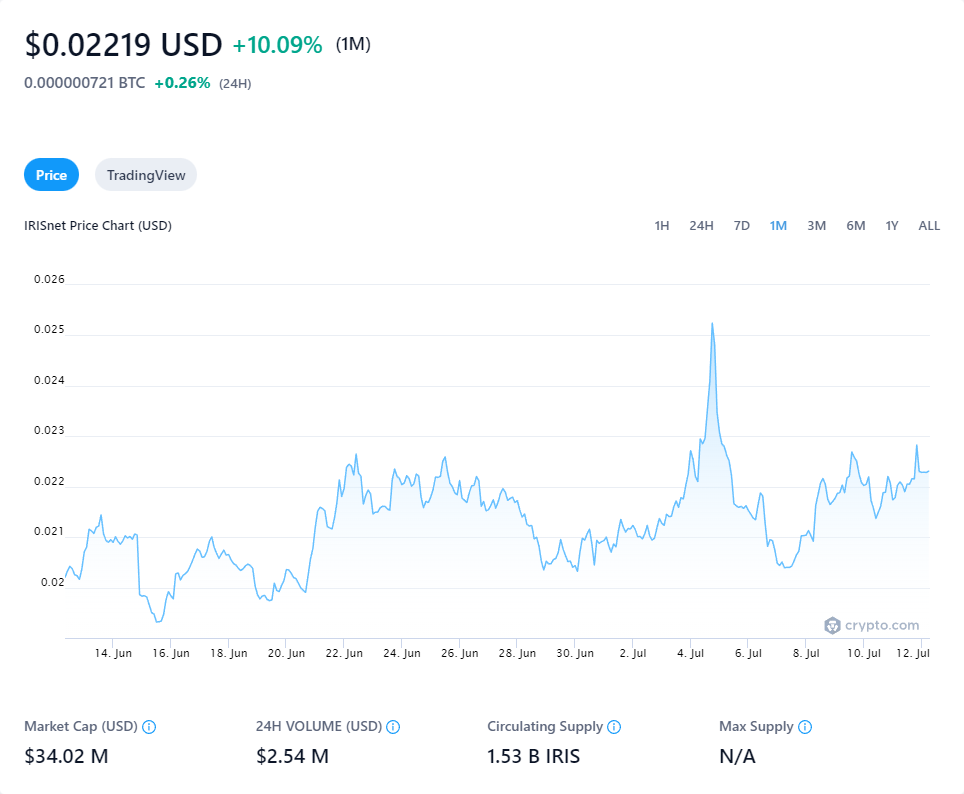 $0.02219 USD +10.09% (1M)
0.000000721 BTC +0.26% (24H)
Price TradingView
IRISnet Price Chart (USD) 1H 24H 7D 1M 3M 6M 1Y ALL
0.026
0.025
0.024
0.023
0.022
0.021
0.02
crypto.com
14. Jun 16. Jun 18. Jun 20. Jun 22. Jun 24. Jun 26. Jun 28. Jun 30. Jun 2. Jul 4. Jul 6. Jul 8. Jul 10. Jul 12. Jul
Market Cap (USD) 24H VOLUME (USD) Circulating Supply Max Supply
$34.02 M $2.54 M 1.53 B IRIS N/A